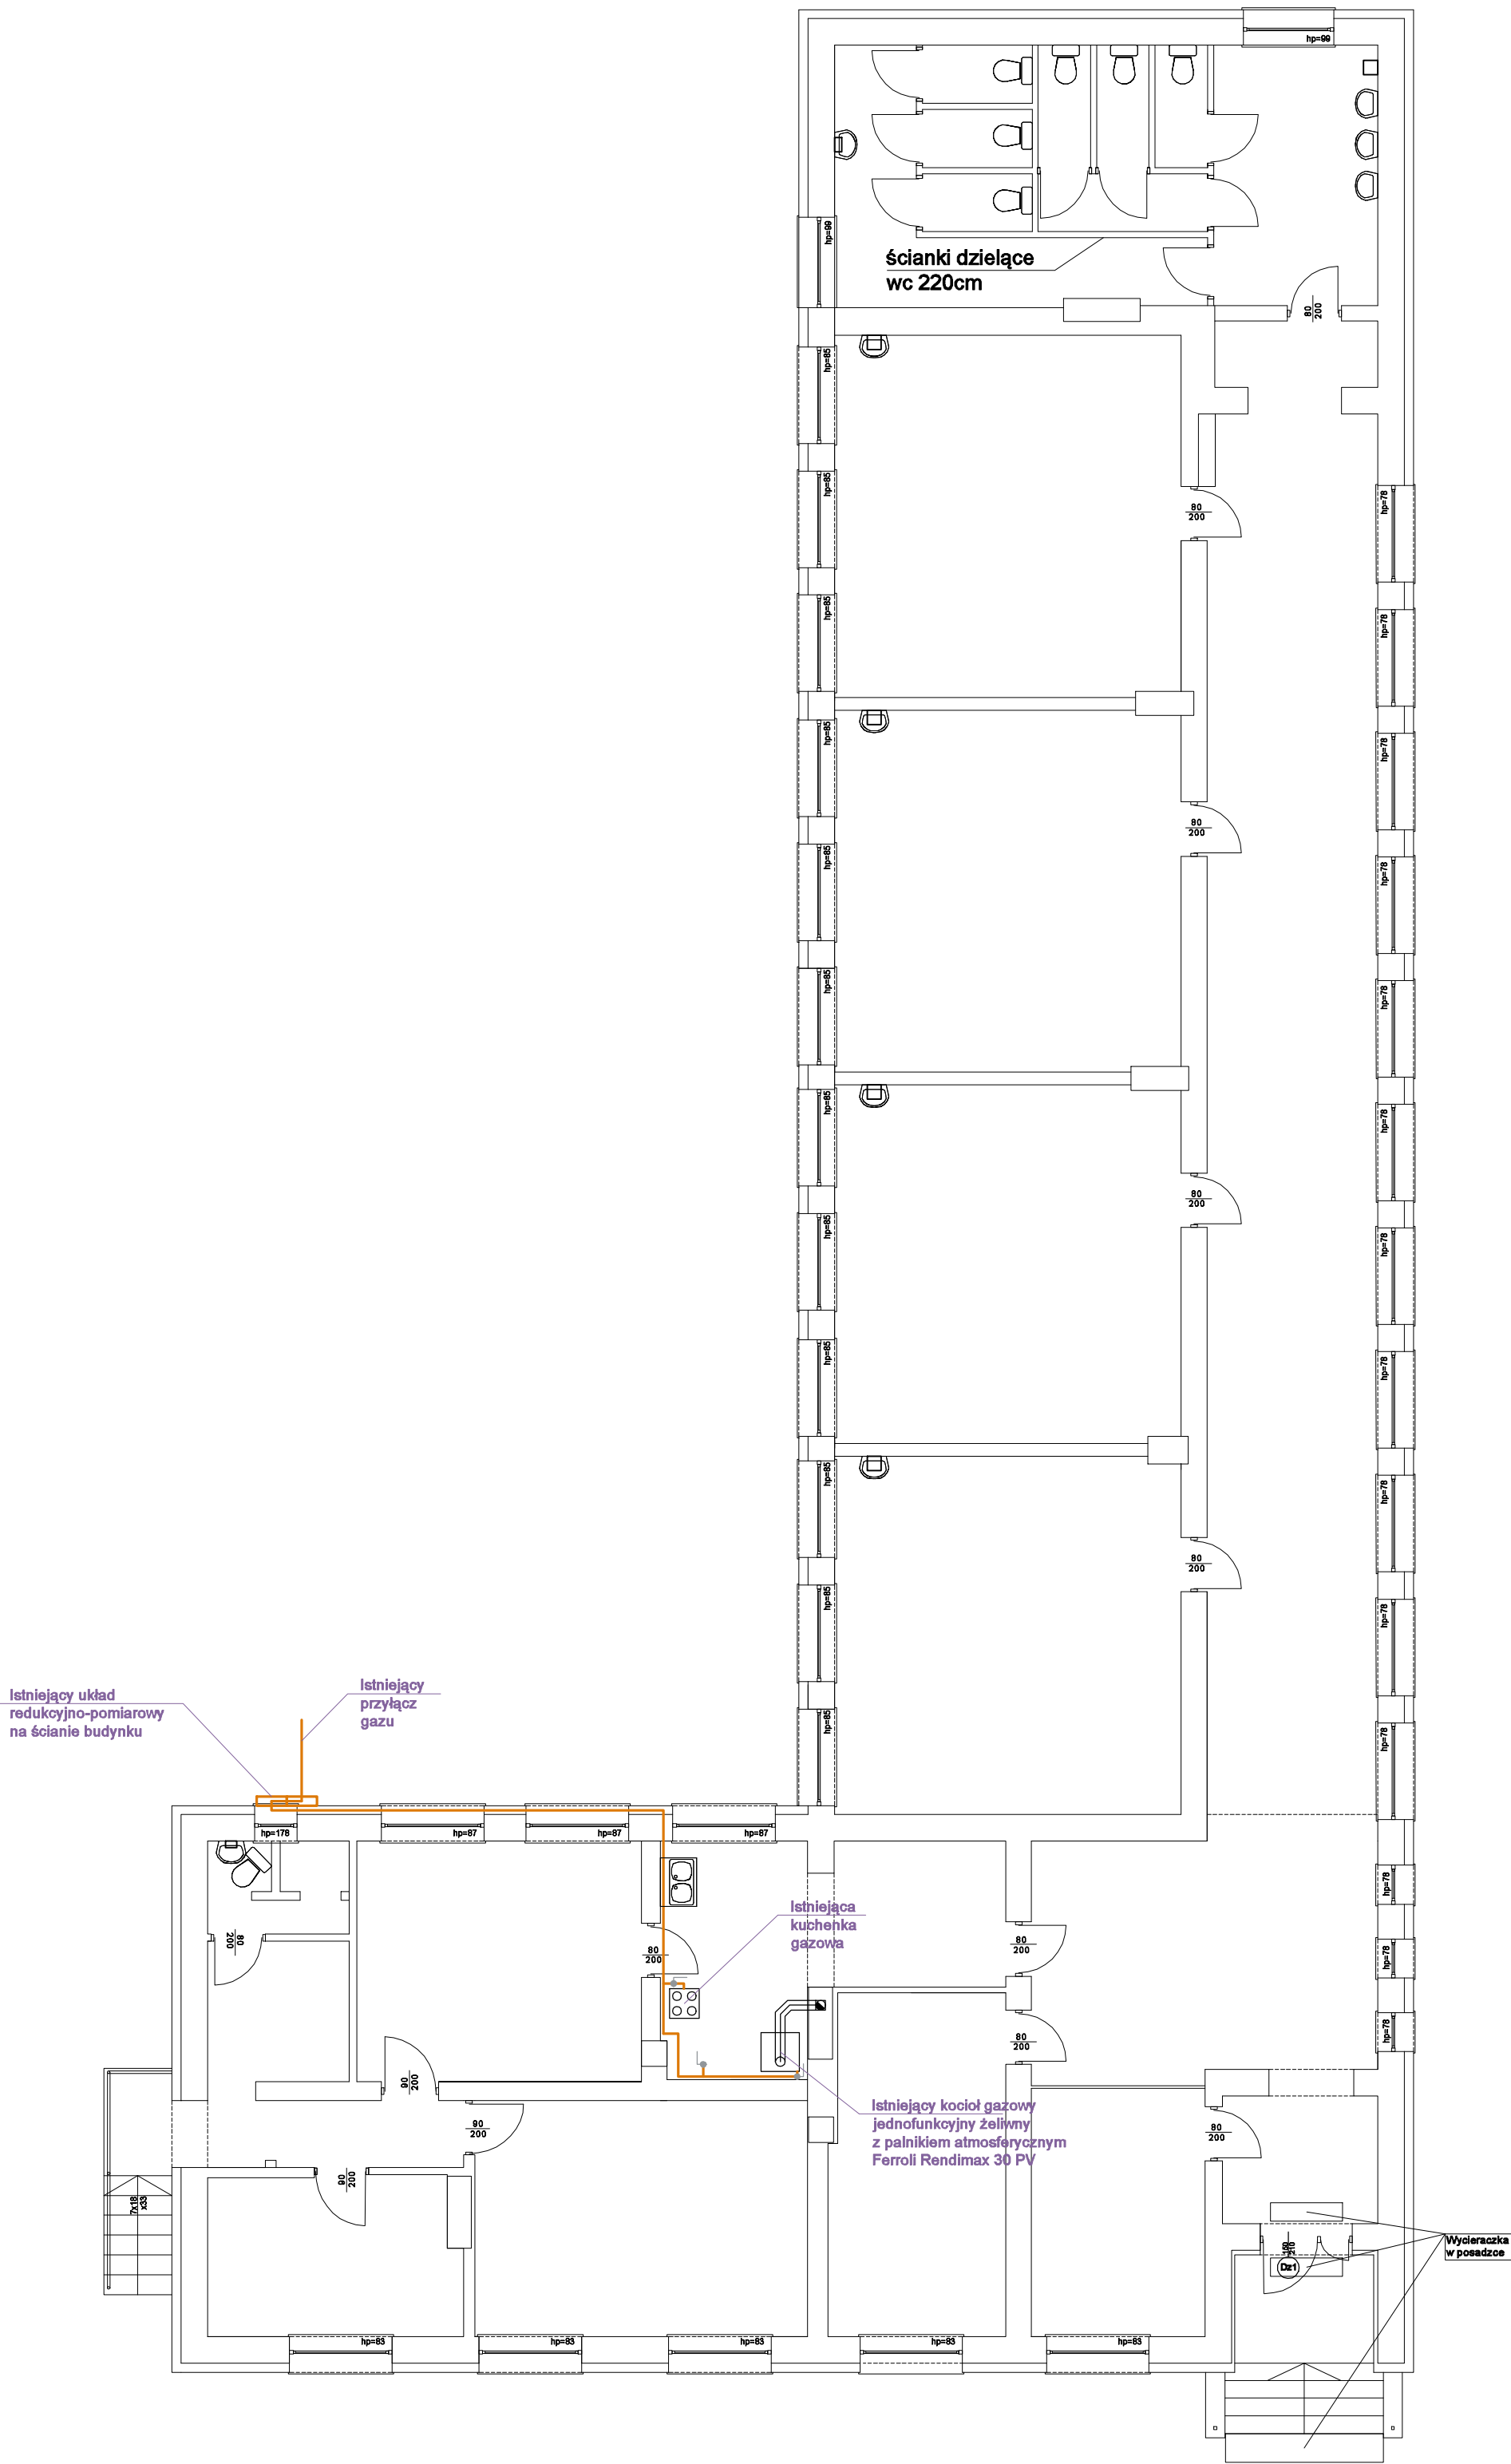 hp=99
ścianki dzielące
wc 220cm
hp=99
80
200
hp=85
hp=85
hp=85
hp=85
hp=85
hp=85
hp=85
hp=85
hp=85
hp=85
hp=85
hp=85
80
200
80
200
80
200
80
200
hp=78
hp=78
hp=78
hp=78
hp=78
hp=78
hp=78
hp=78
hp=78
hp=78
hp=78
hp=78
hp=78
hp=78
Istniejący układ
redukcyjno-pomiarowy
na ścianie budynku
Istniejący
przyłącz
gazu
hp=178
hp=87
hp=87
hp=87
80
200
80
200
Istniejąca
kuchenka
gazowa
80
200
80
200
90
200
90
200
90
200
Istniejący kocioł gazowy
jednofunkcyjny żeliwny
z palnikiem atmosferycznym
Ferroli Rendimax 30 PV
80
200
7x18
x33
150
210
Dz1
Wycieraczka
w posadzce
hp=83
hp=83
hp=83
hp=83
hp=83